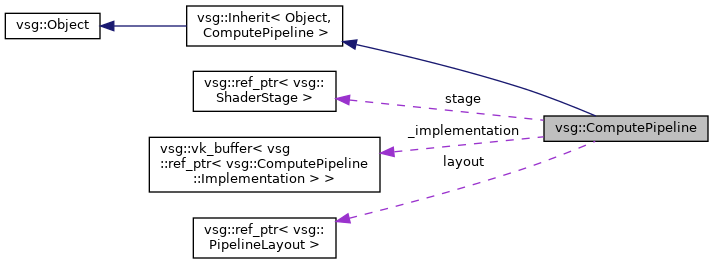 vsg::Object
vsg::Inherit< Object,
ComputePipeline >
vsg::ref_ptr< vsg::
ShaderStage >
stage
vsg::ComputePipeline
_implementation
vsg::vk_buffer< vsg
::ref_ptr< vsg::ComputePipeline
::Implementation > >
layout
vsg::ref_ptr< vsg::
PipelineLayout >